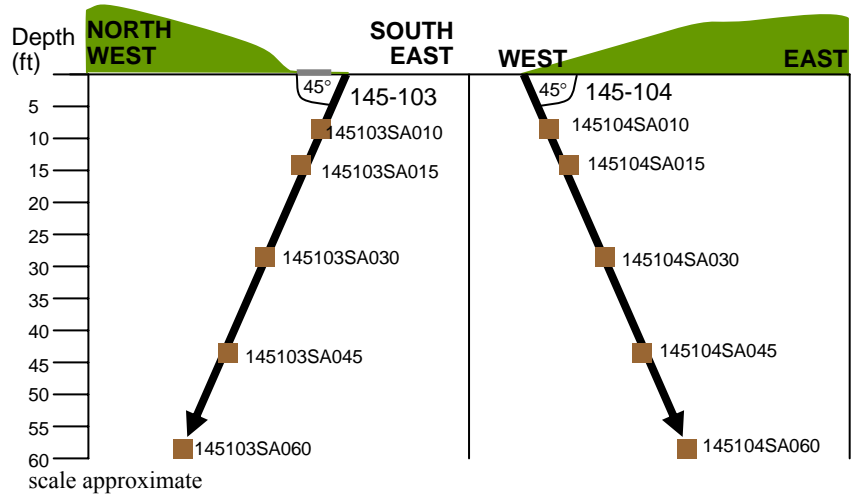 Depth
(ft)
NORTH
WEST
SOUTH
EAST
WEST
EAST
45°
145-103
45°
145-104
5
10
15
20
25
30
35
40
45
50
55
60
145103SA010
145103SA015
145103SA030
145103SA045
145103SA060
145104SA010
145104SA015
145104SA030
145104SA045
145104SA060
scale approximate